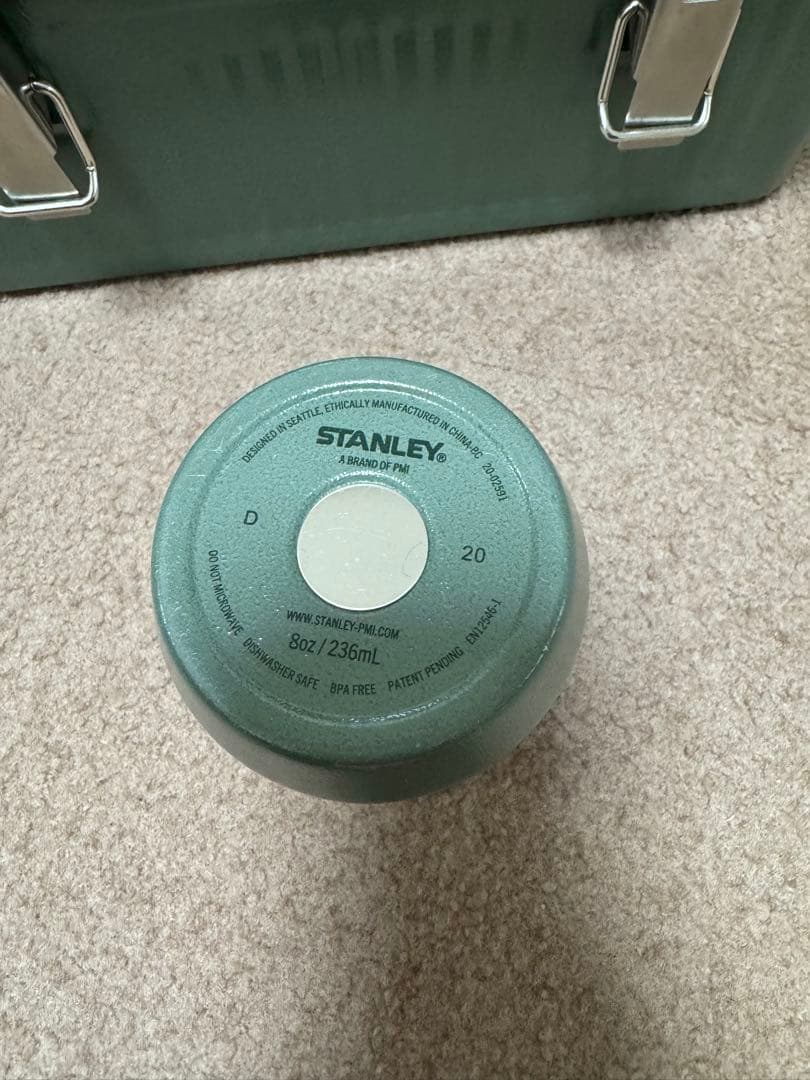 DESIGNED IN SEATTLE, ETHICALLY MANUFACTURED IN CHINA-BC 20-02591
STANLEY®
A BRAND OF PMI
D
20
WWW.STANLEY-PMI.COM
8oz / 236mL
DO NOT MICROWAVE DISHWASHER SAFE BPA FREE PATENT PENDING EN12546-1